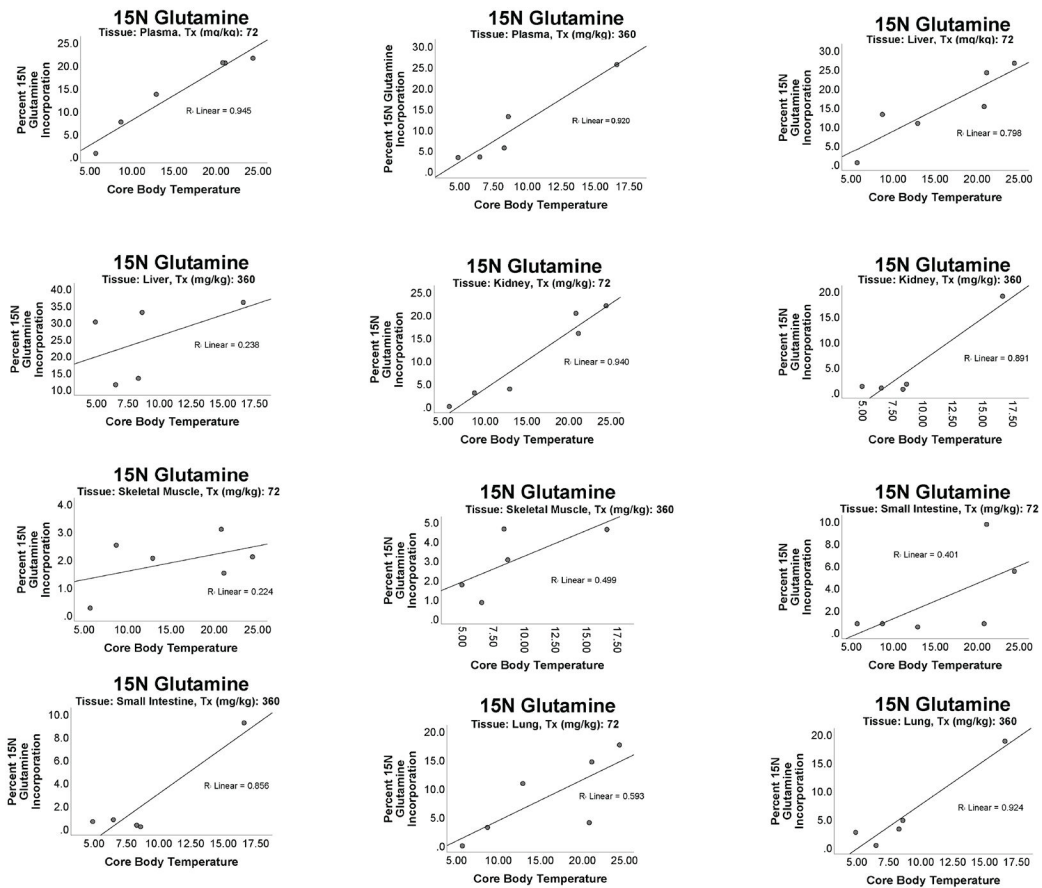 15N Glutamine
Tissue: Plasma, Tx (mg/kg): 72
25.0
20.0
15.0
10.0
5.0
.0
Percent 15N
Glutamine
Incorporation
R² Linear = 0.945
5.00 10.00 15.00 20.00 25.00
Core Body Temperature
15N Glutamine
Tissue: Plasma, Tx (mg/kg): 360
30.0
25.0
20.0
15.0
10.0
5.0
.0
Percent 15N Glutamine
Incorporation
R² Linear = 0.920
5.00 7.50 10.00 12.50 15.00 17.50
Core Body Temperature
15N Glutamine
Tissue: Liver, Tx (mg/kg): 72
30.0
25.0
20.0
15.0
10.0
5.0
.0
Percent 15N
Glutamine
Incorporation
R² Linear = 0.798
5.00 10.00 15.00 20.00 25.00
Core Body Temperature
15N Glutamine
Tissue: Liver, Tx (mg/kg): 360
40.0
35.0
30.0
25.0
20.0
15.0
10.0
Percent 15N
Glutamine
Incorporation
R² Linear = 0.238
5.00 7.50 10.00 12.50 15.00 17.50
Core Body Temperature
15N Glutamine
Tissue: Kidney, Tx (mg/kg): 72
25.0
20.0
15.0
10.0
5.0
.0
Percent 15N
Glutamine
Incorporation
R² Linear = 0.940
5.00 10.00 15.00 20.00 25.00
Core Body Temperature
15N Glutamine
Tissue: Kidney, Tx (mg/kg): 360
20.0
15.0
10.0
5.0
.0
Percent 15N
Glutamine
Incorporation
R² Linear = 0.891
5.00 7.50 10.00 12.50 15.00 17.50
Core Body Temperature
15N Glutamine
Tissue: Skeletal Muscle, Tx (mg/kg): 72
4.0
3.0
2.0
1.0
.0
Percent 15N
Glutamine
Incorporation
R² Linear = 0.224
5.00 10.00 15.00 20.00 25.00
Core Body Temperature
15N Glutamine
Tissue: Skeletal Muscle, Tx (mg/kg): 360
5.0
4.0
3.0
2.0
1.0
.0
Percent 15N
Glutamine
Incorporation
R² Linear = 0.499
5.00 7.50 10.00 12.50 15.00 17.50
Core Body Temperature
15N Glutamine
Tissue: Small Intestine, Tx (mg/kg): 72
10.0
8.0
6.0
4.0
2.0
.0
Percent 15N
Glutamine
Incorporation
R² Linear = 0.401
5.00 10.00 15.00 20.00 25.00
Core Body Temperature
15N Glutamine
Tissue: Small Intestine, Tx (mg/kg): 360
10.0
8.0
6.0
4.0
2.0
.0
Percent 15N
Glutamine
Incorporation
R² Linear = 0.856
5.00 7.50 10.00 12.50 15.00 17.50
Core Body Temperature
15N Glutamine
Tissue: Lung, Tx (mg/kg): 72
20.0
15.0
10.0
5.0
.0
Percent 15N
Glutamine
Incorporation
R² Linear = 0.593
5.00 10.00 15.00 20.00 25.00
Core Body Temperature
15N Glutamine
Tissue: Lung, Tx (mg/kg): 360
20.0
15.0
10.0
5.0
.0
Percent 15N
Glutamine
Incorporation
R² Linear = 0.924
5.00 7.50 10.00 12.50 15.00 17.50
Core Body Temperature